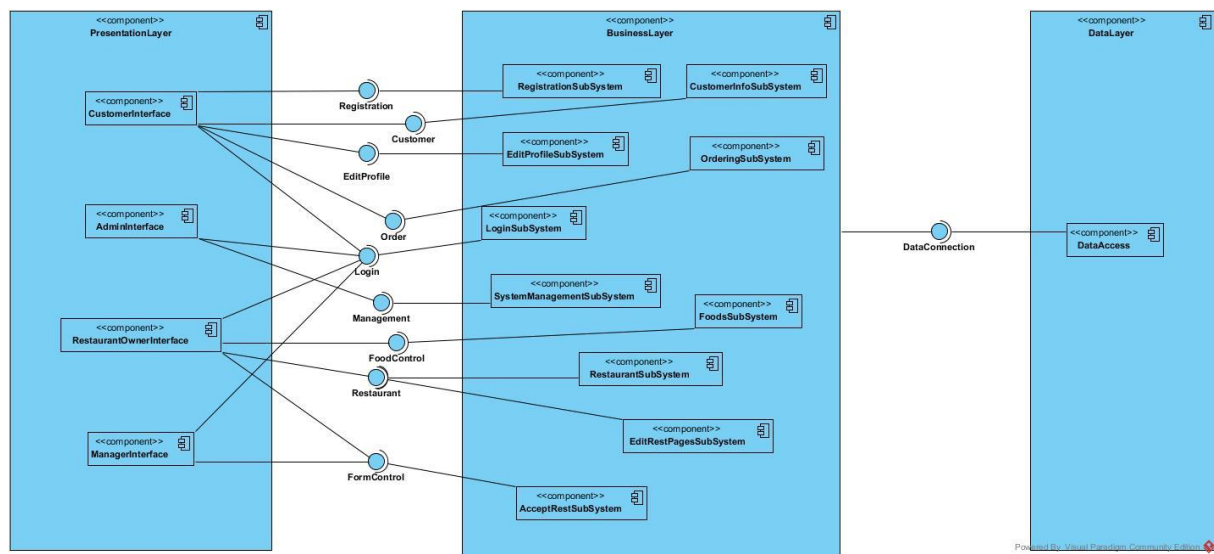 <<component>>
PresentationLayer
<<component>>
CustomerInterface
<<component>>
AdminInterface
<<component>>
RestaurantOwnerInterface
<<component>>
ManagerInterface
Registration
Customer
EditProfile
Order
Login
Management
FoodControl
Restaurant
FormControl
<<component>>
BusinessLayer
<<component>>
RegistrationSubSystem
<<component>>
CustomerInfoSubSystem
<<component>>
EditProfileSubSystem
<<component>>
OrderingSubSystem
<<component>>
LoginSubSystem
<<component>>
SystemManagementSubSystem
<<component>>
FoodsSubSystem
<<component>>
RestaurantSubSystem
<<component>>
EditRestPagesSubSystem
<<component>>
AcceptRestSubSystem
DataConnection
<<component>>
DataLayer
<<component>>
DataAccess
Powered By Visual Paradigm Community Edition